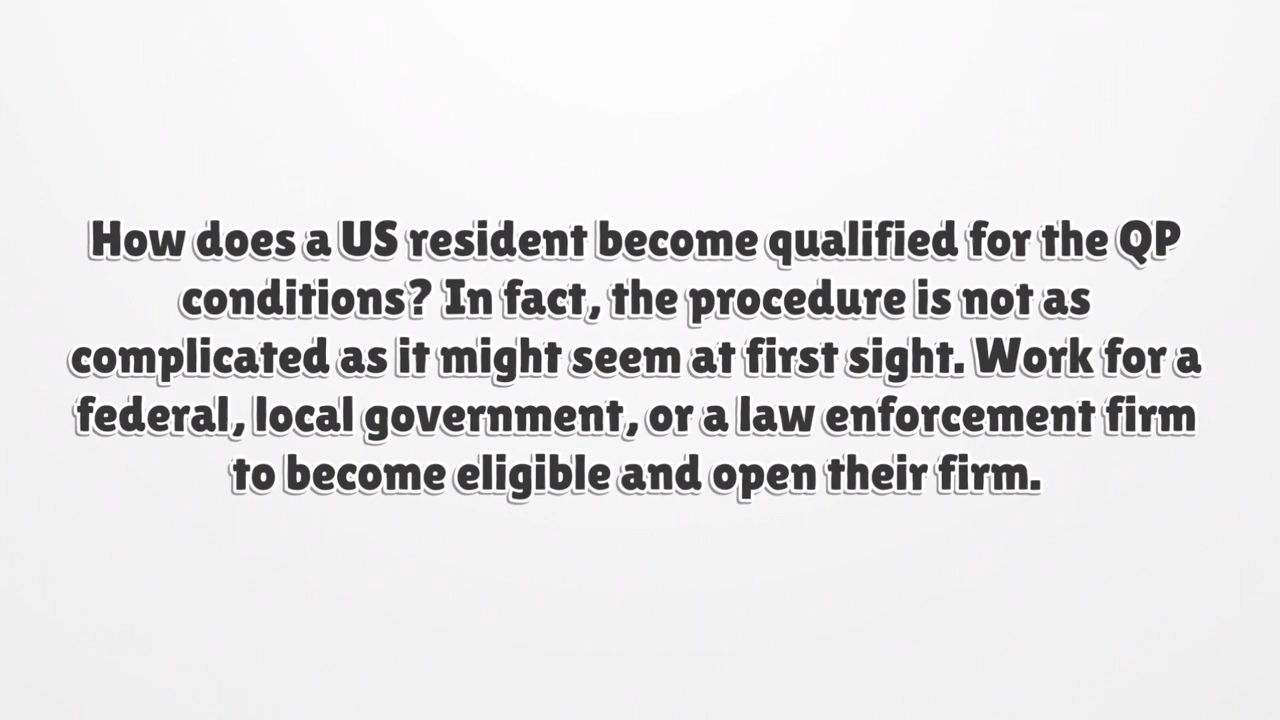 How does a US resident become qualified for the QP
conditions? In fact, the procedure is not as
complicated as it might seem at first sight. Work for a
federal, local government, or a law enforcement firm
to become eligible and open their firm.